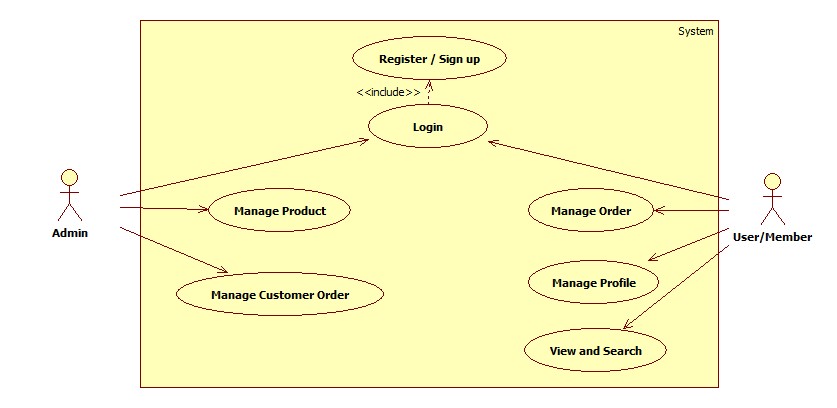 System
Register / Sign up
<<include>>
Login
Admin
Manage Product
Manage Order
User/Member
Manage Customer Order
Manage Profile
View and Search